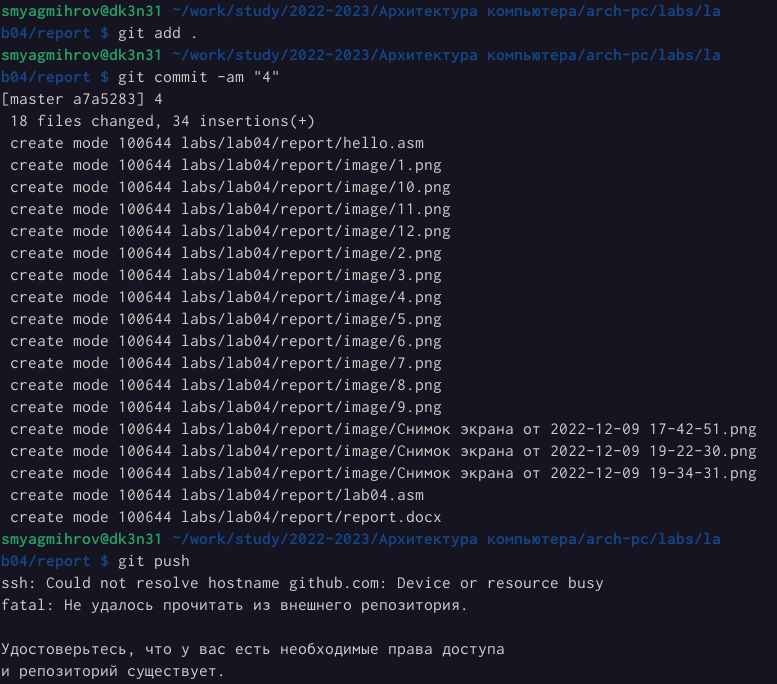 smyagmihrov@dk3n31 ~/work/study/2022-2023/Архитектура компьютера/arch-pc/labs/la
b04/report $ git add .
smyagmihrov@dk3n31 ~/work/study/2022-2023/Архитектура компьютера/arch-pc/labs/la
b04/report $ git commit -am "4"
[master a7a5283] 4
 18 files changed, 34 insertions(+)
 create mode 100644 labs/lab04/report/hello.asm
 create mode 100644 labs/lab04/report/image/1.png
 create mode 100644 labs/lab04/report/image/10.png
 create mode 100644 labs/lab04/report/image/11.png
 create mode 100644 labs/lab04/report/image/12.png
 create mode 100644 labs/lab04/report/image/2.png
 create mode 100644 labs/lab04/report/image/3.png
 create mode 100644 labs/lab04/report/image/4.png
 create mode 100644 labs/lab04/report/image/5.png
 create mode 100644 labs/lab04/report/image/6.png
 create mode 100644 labs/lab04/report/image/7.png
 create mode 100644 labs/lab04/report/image/8.png
 create mode 100644 labs/lab04/report/image/9.png
 create mode 100644 labs/lab04/report/image/Снимок экрана от 2022-12-09 17-42-51.png
 create mode 100644 labs/lab04/report/image/Снимок экрана от 2022-12-09 19-22-30.png
 create mode 100644 labs/lab04/report/image/Снимок экрана от 2022-12-09 19-34-31.png
 create mode 100644 labs/lab04/report/lab04.asm
 create mode 100644 labs/lab04/report/report.docx
smyagmihrov@dk3n31 ~/work/study/2022-2023/Архитектура компьютера/arch-pc/labs/la
b04/report $ git push
ssh: Could not resolve hostname github.com: Device or resource busy
fatal: Не удалось прочитать из внешнего репозитория.

Удостоверьтесь, что у вас есть необходимые права доступа
и репозиторий существует.